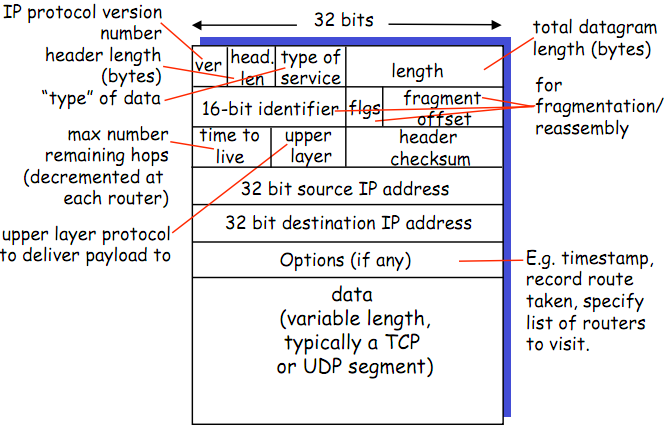 IP protocol version
number
header length
(bytes)
“type” of data
max number
remaining hops
(decremented at
each router)
upper layer protocol
to deliver payload to
32 bits
ver
head.
len
type of
service
length
16-bit identifier
flgs
fragment
offset
time to
live
upper
layer
header
checksum
32 bit source IP address
32 bit destination IP address
Options (if any)
data
(variable length,
typically a TCP
or UDP segment)
total datagram
length (bytes)
for
fragmentation/
reassembly
E.g. timestamp,
record route
taken, specify
list of routers
to visit.